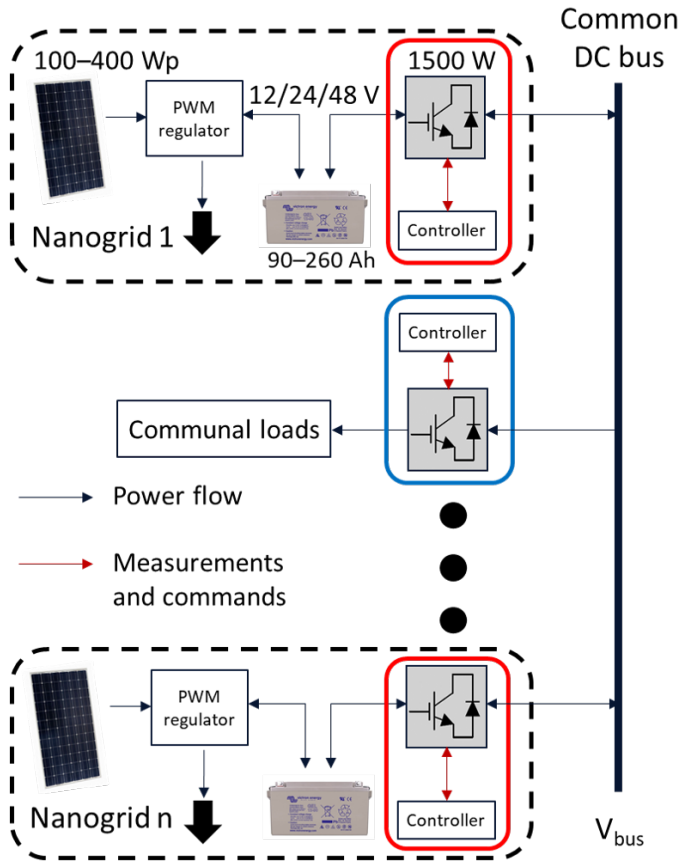 Common
DC bus
100–400 Wp
1500 W
PWM
regulator
12/24/48 V
Controller
Nanogrid 1
90–260 Ah
Controller
Communal loads
Power flow
Measurements
and commands
PWM
regulator
Controller
Nanogrid n
V_bus